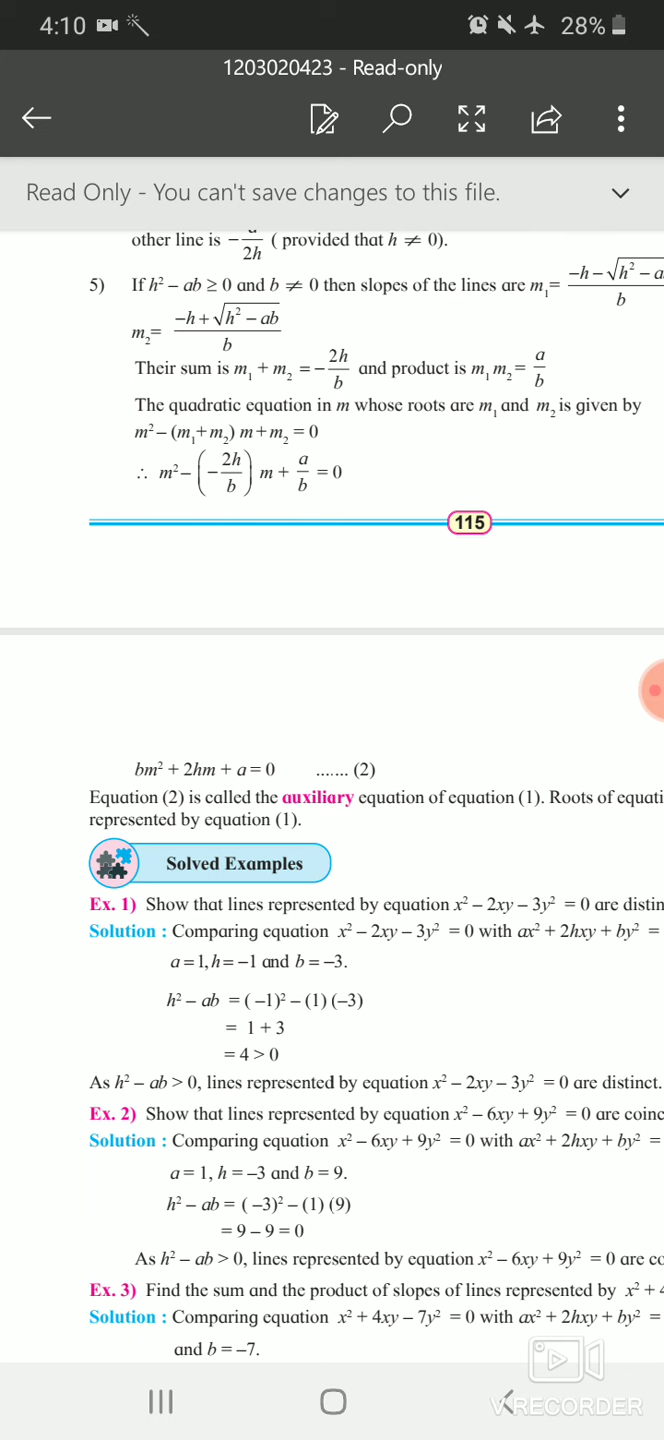 4:10 28%
1203020423 - Read-only
Read Only - You can't save changes to this file.
other line is −a/2h ( provided that h ≠ 0).
5) If h² – ab ≥ 0 and b ≠ 0 then slopes of the lines are m₁= (–h – √(h² – a / b
m₂= (–h + √(h² – ab)) / b
Their sum is m₁ + m₂ = – 2h/b and product is m₁ m₂ = a/b
The quadratic equation in m whose roots are m₁ and m₂ is given by
m² – (m₁+m₂) m + m₂ = 0
∴ m² – (– 2h/b) m + a/b = 0
115
bm² + 2hm + a = 0 ....... (2)
Equation (2) is called the auxiliary equation of equation (1). Roots of equati
represented by equation (1).
Solved Examples
Ex. 1) Show that lines represented by equation x² – 2xy – 3y² = 0 are distin
Solution : Comparing equation x² – 2xy – 3y² = 0 with ax² + 2hxy + by² =
a = 1, h = –1 and b = –3.
h² – ab = ( –1)² – (1) (–3)
= 1 + 3
= 4 > 0
As h² – ab > 0, lines represented by equation x² – 2xy – 3y² = 0 are distinct.
Ex. 2) Show that lines represented by equation x² – 6xy + 9y² = 0 are coinc
Solution : Comparing equation x² – 6xy + 9y² = 0 with ax² + 2hxy + by² =
a = 1, h = –3 and b = 9.
h² – ab = ( –3)² – (1) (9)
= 9 – 9 = 0
As h² – ab > 0, lines represented by equation x² – 6xy + 9y² = 0 are co
Ex. 3) Find the sum and the product of slopes of lines represented by x² + 4
Solution : Comparing equation x² + 4xy – 7y² = 0 with ax² + 2hxy + by² =
and b = –7.
V RECORDER